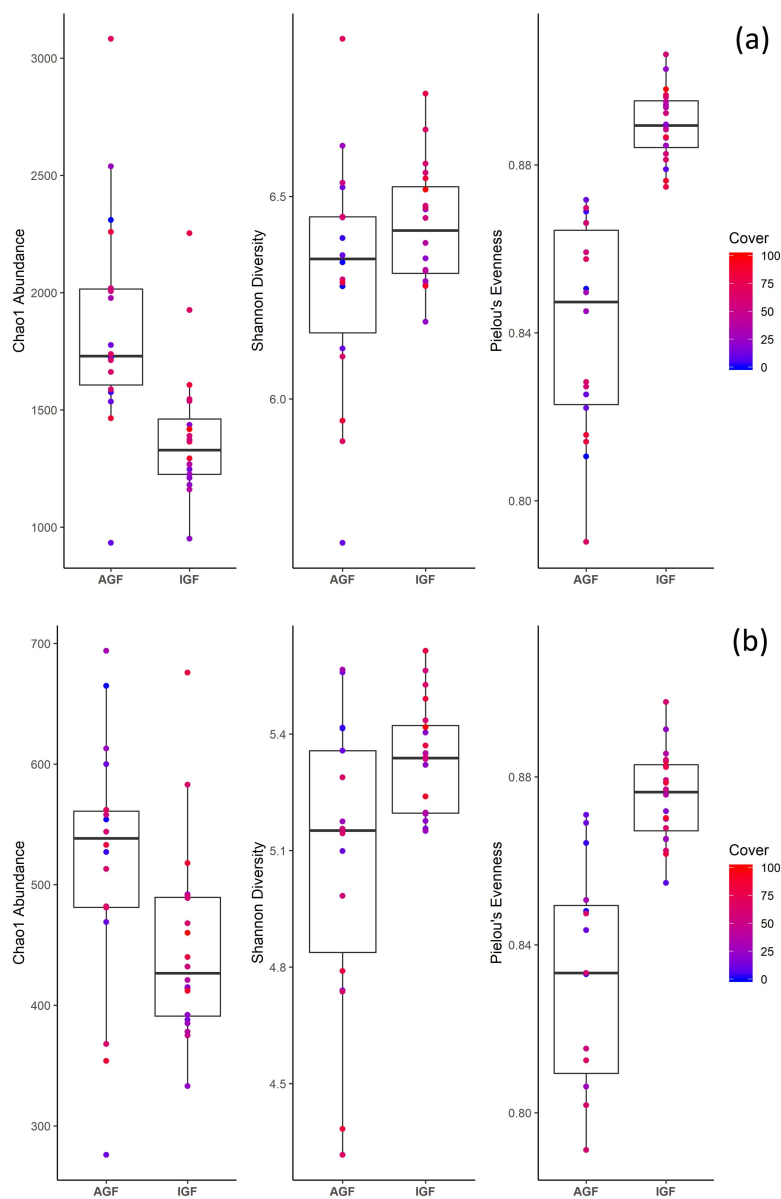 (a)
Chao1 Abundance
3000
2500
2000
1500
1000
AGF IGF
Shannon Diversity
6.5
6.0
AGF IGF
Pielou's Evenness
0.88
0.84
0.80
AGF IGF
Cover
100
75
50
25
0
(b)
Chao1 Abundance
700
600
500
400
300
AGF IGF
Shannon Diversity
5.4
5.1
4.8
4.5
AGF IGF
Pielou's Evenness
0.88
0.84
0.80
AGF IGF
Cover
100
75
50
25
0